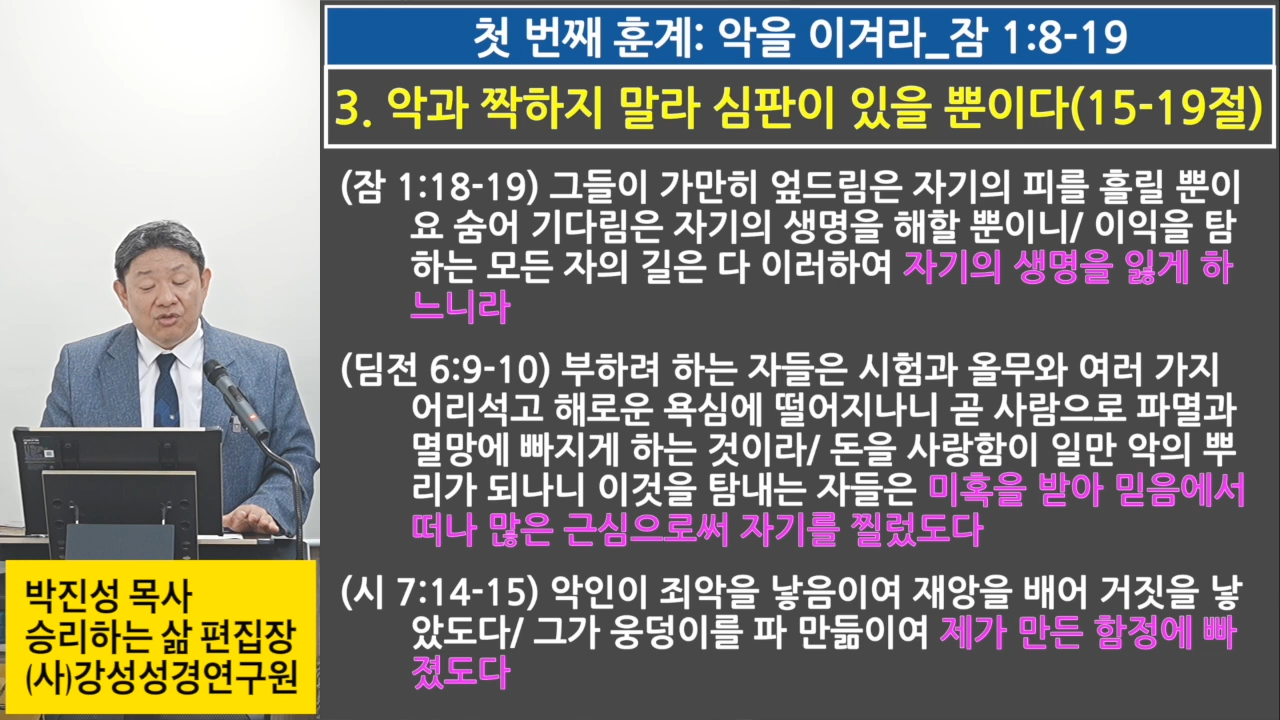 첫 번째 훈계: 악을 이겨라_잠 1:8-19
3. 악과 짝하지 말라 심판이 있을 뿐이다(15-19절)
(잠 1:18-19) 그들이 가만히 엎드림은 자기의 피를 흘릴 뿐이
요 숨어 기다림은 자기의 생명을 해할 뿐이니/ 이익을 탐
하는 모든 자의 길은 다 이러하여 자기의 생명을 잃게 하
느니라
(딤전 6:9-10) 부하려 하는 자들은 시험과 올무와 여러 가지
어리석고 해로운 욕심에 떨어지나니 곧 사람으로 파멸과
멸망에 빠지게 하는 것이라/ 돈을 사랑함이 일만 악의 뿌
리가 되나니 이것을 탐내는 자들은 미혹을 받아 믿음에서
떠나 많은 근심으로써 자기를 찔렀도다
(시 7:14-15) 악인이 죄악을 낳음이여 재앙을 배어 거짓을 낳
았도다/ 그가 웅덩이를 파 만듦이여 제가 만든 함정에 빠
졌도다
박진성 목사
승리하는 삶 편집장
(사)강성성경연구원